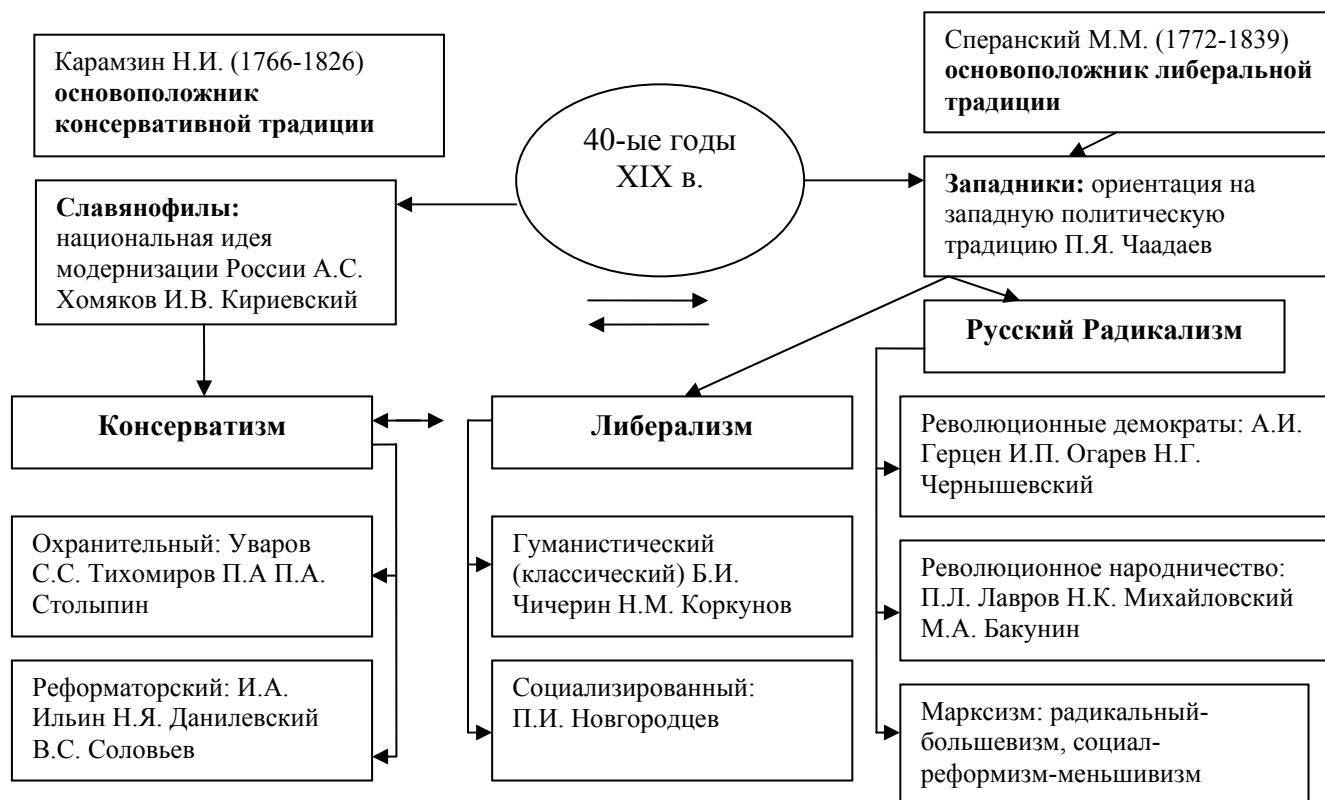 Карамзин Н.И. (1766-1826)
основоположник
консервативной традиции
40-ые годы
XIX в.
Сперанский М.М. (1772-1839)
основоположник либеральной
традиции
Славянофилы:
национальная идея
модернизации России А.С.
Хомяков И.В. Кириевский
Западники: ориентация на
западную политическую
традицию П.Я. Чаадаев
Консерватизм
Либерализм
Русский Радикализм
Охранительный: Уваров
С.С. Тихомиров П.А П.А.
Столыпин
Реформаторский: И.А.
Ильин Н.Я. Данилевский
В.С. Соловьев
Гуманистический
(классический) Б.И.
Чичерин Н.М. Коркунов
Социализированный:
П.И. Новгородцев
Революционные демократы: А.И.
Герцен И.П. Огарев Н.Г.
Чернышевский
Революционное народничество:
П.Л. Лавров Н.К. Михайловский
М.А. Бакунин
Марксизм: радикальный-
большевизм, социал-
реформизм-меньшивизм